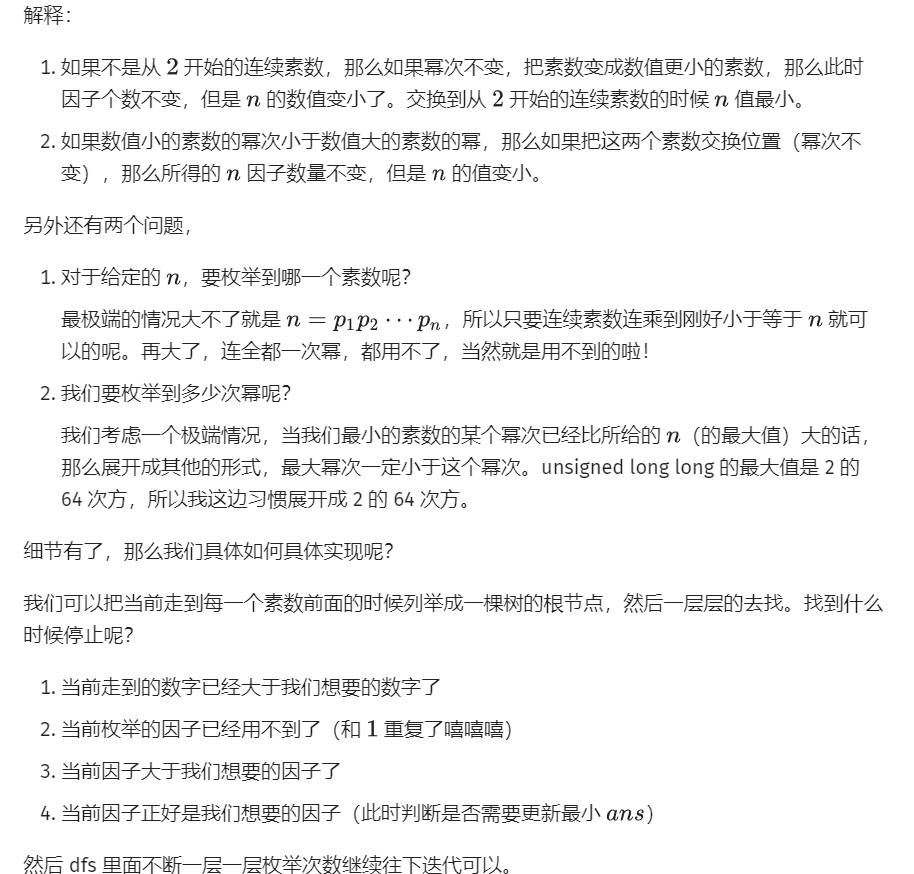 解释：
1. 如果不是从 2 开始的连续素数，那么如果幂次不变，把素数变成数值更小的素数，那么此时
因子个数不变，但是 n 的数值变小了。交换到从 2 开始的连续素数的时候 n 值最小。
2. 如果数值小的素数的幂次小于数值大的素数的幂，那么如果把这两个素数交换位置（幂次不
变），那么所得的 n 因子数量不变，但是 n 的值变小。
另外还有两个问题，
1. 对于给定的 n，要枚举到哪一个素数呢？
最极端的情况大不了就是 n = p₁p₂ ⋯ pₙ，所以只要连续素数连乘到刚好小于等于 n 就可
以的呢。再大了，连全都一次幂，都用不了，当然就是用不到的啦！
2. 我们要枚举到多少次幂呢？
我们考虑一个极端情况，当我们最小的素数的某个幂次已经比所给的 n（的最大值）大的话，
那么展开成其他的形式，最大幂次一定小于这个幂次。unsigned long long 的最大值是 2 的
64 次方，所以我这边习惯展开成 2 的 64 次方。
细节有了，那么我们具体如何具体实现呢？
我们可以把当前走到每一个素数前面的时候列举成一棵树的根节点，然后一层层的去找。找到什么
时候停止呢？
1. 当前走到的数字已经大于我们想要的数字了
2. 当前枚举的因子已经用不到了（和 1 重复了嘻嘻嘻）
3. 当前因子大于我们想要的因子了
4. 当前因子正好是我们想要的因子（此时判断是否需要更新最小 ans）
然后 dfs 里面不断一层一层枚举次数继续往下迭代可以。